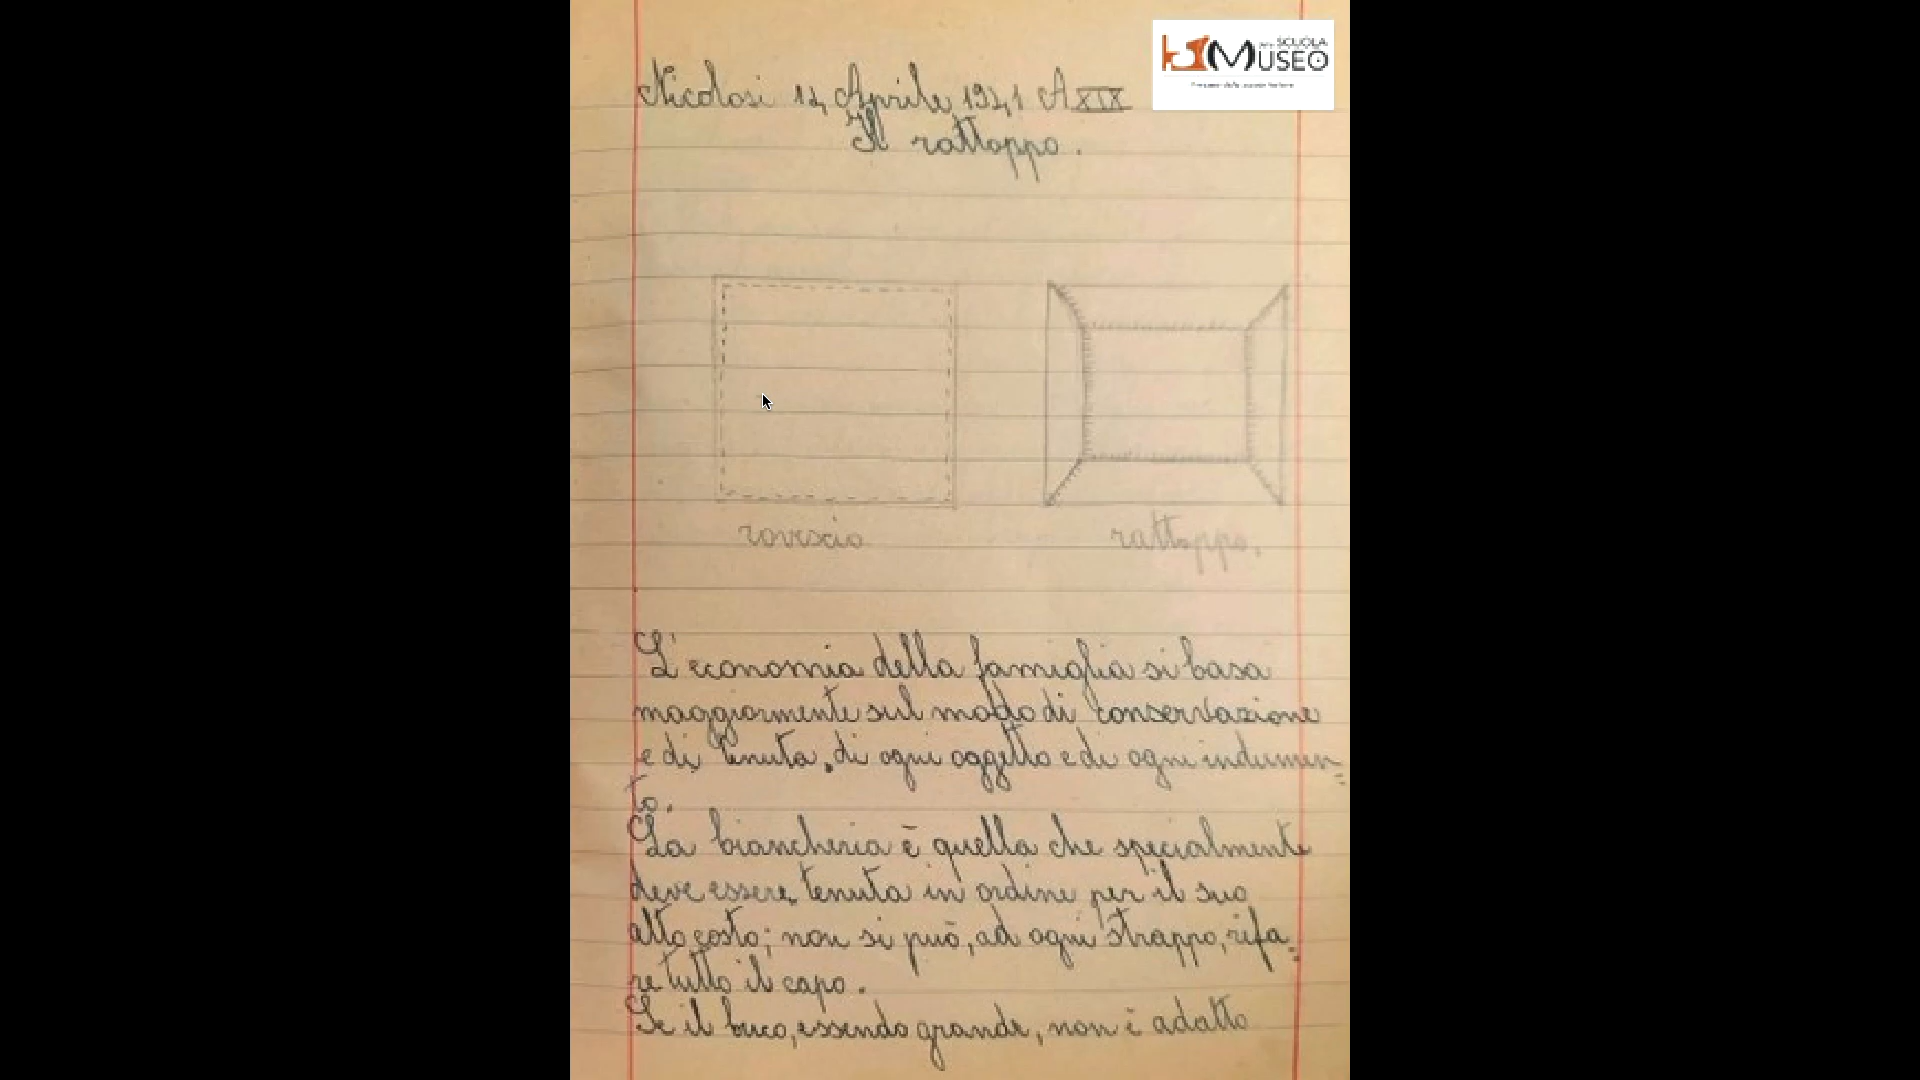 SCUOLA
MUSEO
Nicolosi 14 Aprile 1941 A XIX
Il rattoppo.
rovescio
rattoppo.
L'economia della famiglia si basa
maggiormente sul modo di conservazione
e di tenuta di ogni oggetto e di ogni indumen=
to.
La biancheria è quella che specialmente
deve essere tenuta in ordine per il suo
alto costo; non si può, ad ogni strappo, rifa=
re tutto il capo.
Se il buco, essendo grande, non è adatto